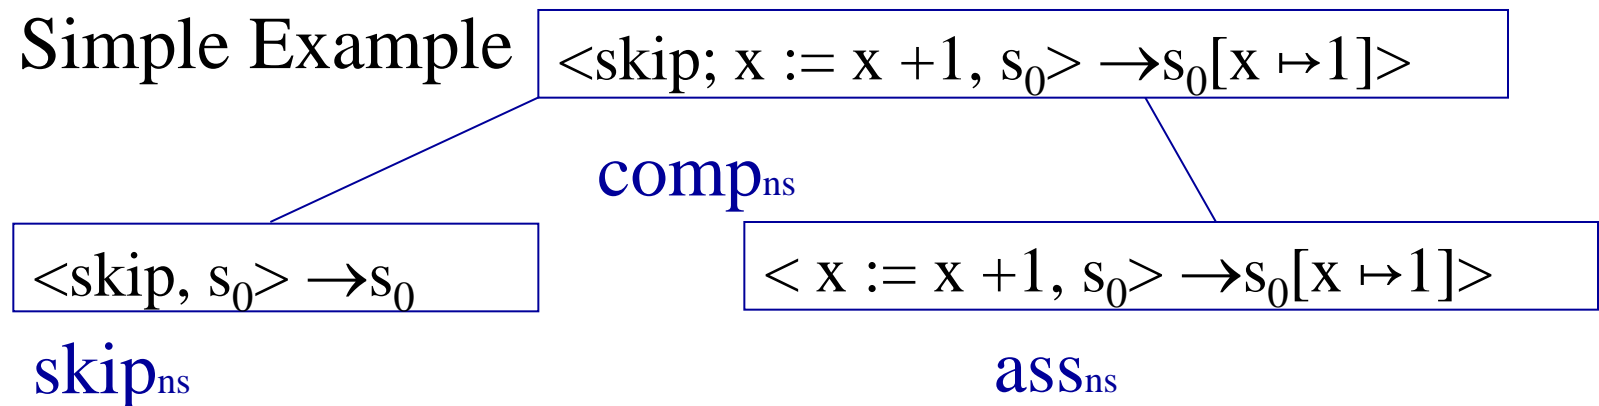 Simple Example
<skip; x := x +1, s₀> →s₀[x ↦1]>
compns
<skip, s₀> →s₀
< x := x +1, s₀> →s₀[x ↦1]>
skipns
assns